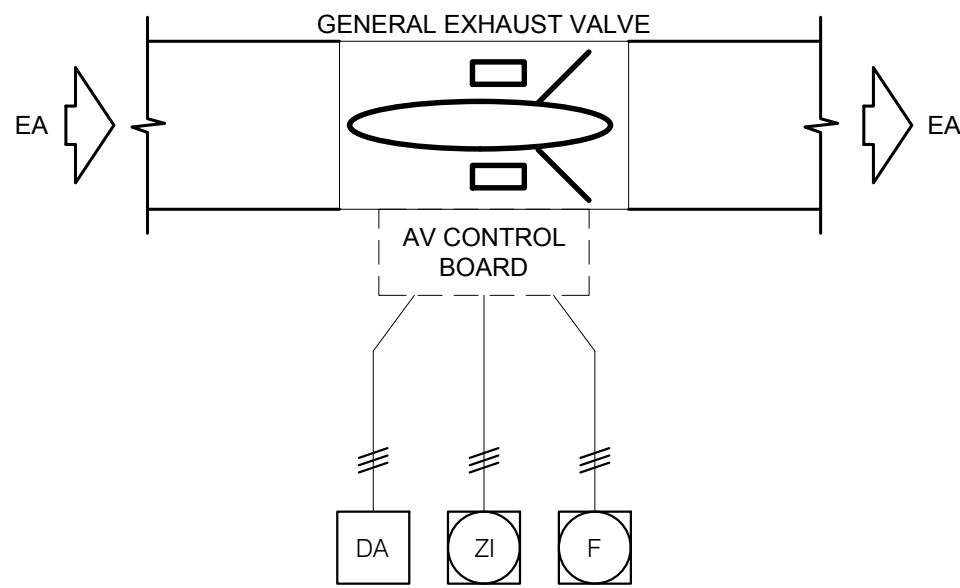 GENERAL EXHAUST VALVE
EA
EA
AV CONTROL
BOARD
DA
ZI
F